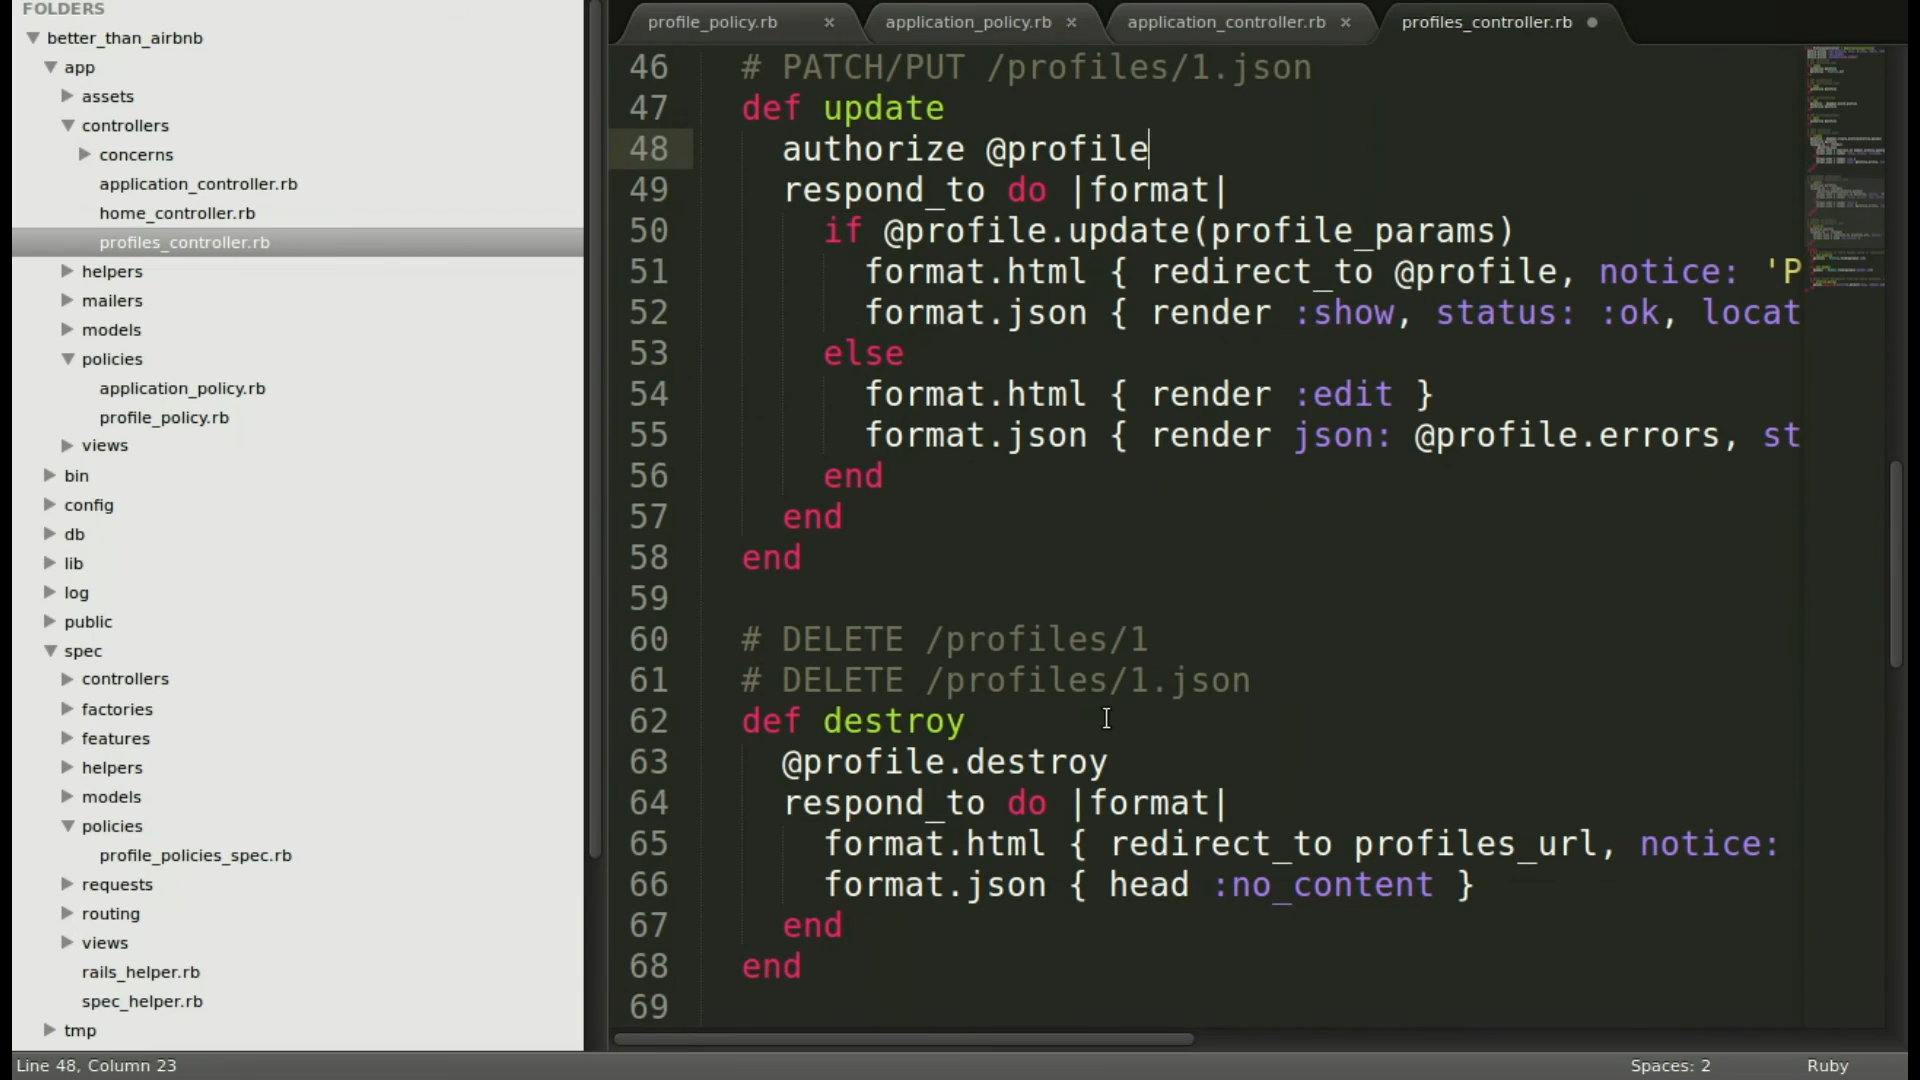 FOLDERS
better_than_airbnb
app
assets
controllers
concerns
application_controller.rb
home_controller.rb
profiles_controller.rb
helpers
mailers
models
policies
application_policy.rb
profile_policy.rb
views
bin
config
db
lib
log
public
spec
controllers
factories
features
helpers
models
policies
profile_policies_spec.rb
requests
routing
views
rails_helper.rb
spec_helper.rb
tmp
profile_policy.rb × application_policy.rb × application_controller.rb × profiles_controller.rb
46 # PATCH/PUT /profiles/1.json
47 def update
48 authorize @profile
49 respond_to do |format|
50 if @profile.update(profile_params)
51 format.html { redirect_to @profile, notice: 'P
52 format.json { render :show, status: :ok, locat
53 else
54 format.html { render :edit }
55 format.json { render json: @profile.errors, st
56 end
57 end
58 end
59
60 # DELETE /profiles/1
61 # DELETE /profiles/1.json
62 def destroy
63 @profile.destroy
64 respond_to do |format|
65 format.html { redirect_to profiles_url, notice:
66 format.json { head :no_content }
67 end
68 end
69
Line 48, Column 23 Spaces: 2 Ruby